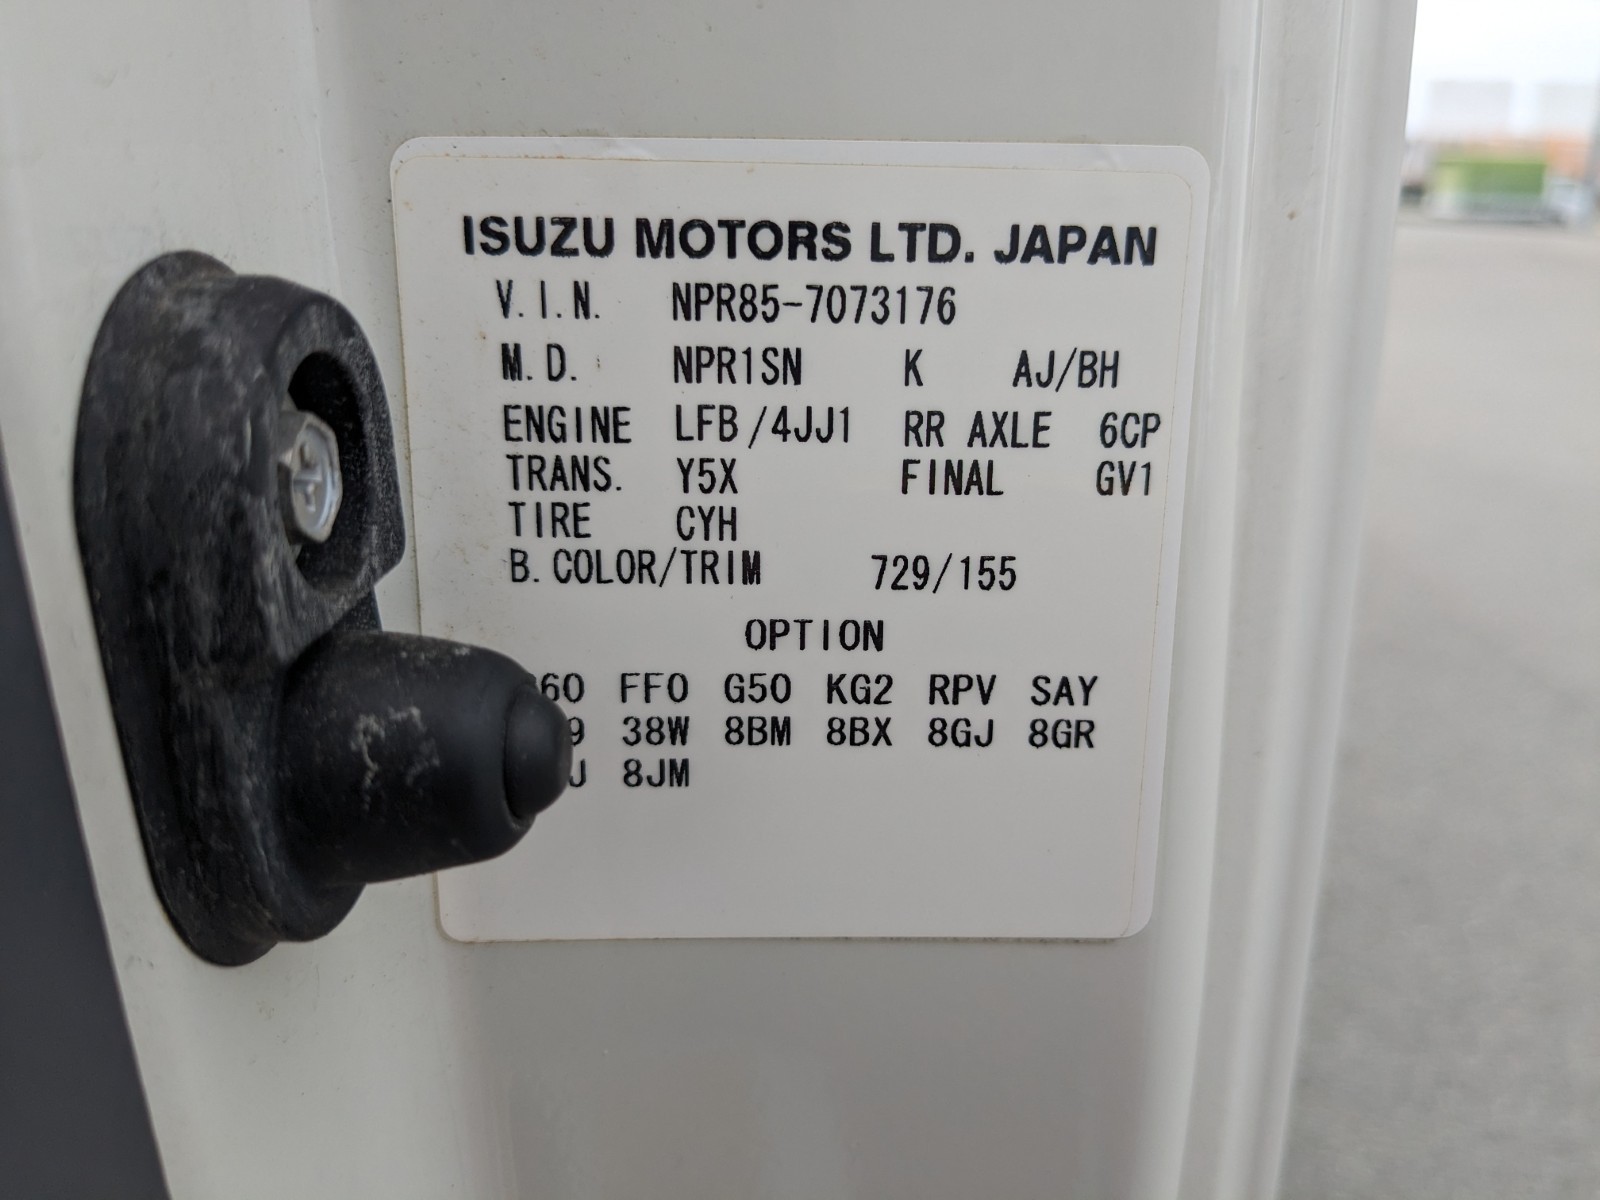 ISUZU MOTORS LTD. JAPAN
V.I.N. NPR85-7073176
M.D. NPR1SN K AJ/BH
ENGINE LFB/4JJ1 RR AXLE 6CP
TRANS. Y5X FINAL GV1
TIRE CYH
B.COLOR/TRIM 729/155
OPTION
FF0 G50 KG2 RPV SAY
38W 8BM 8BX 8GJ 8GR
8JM